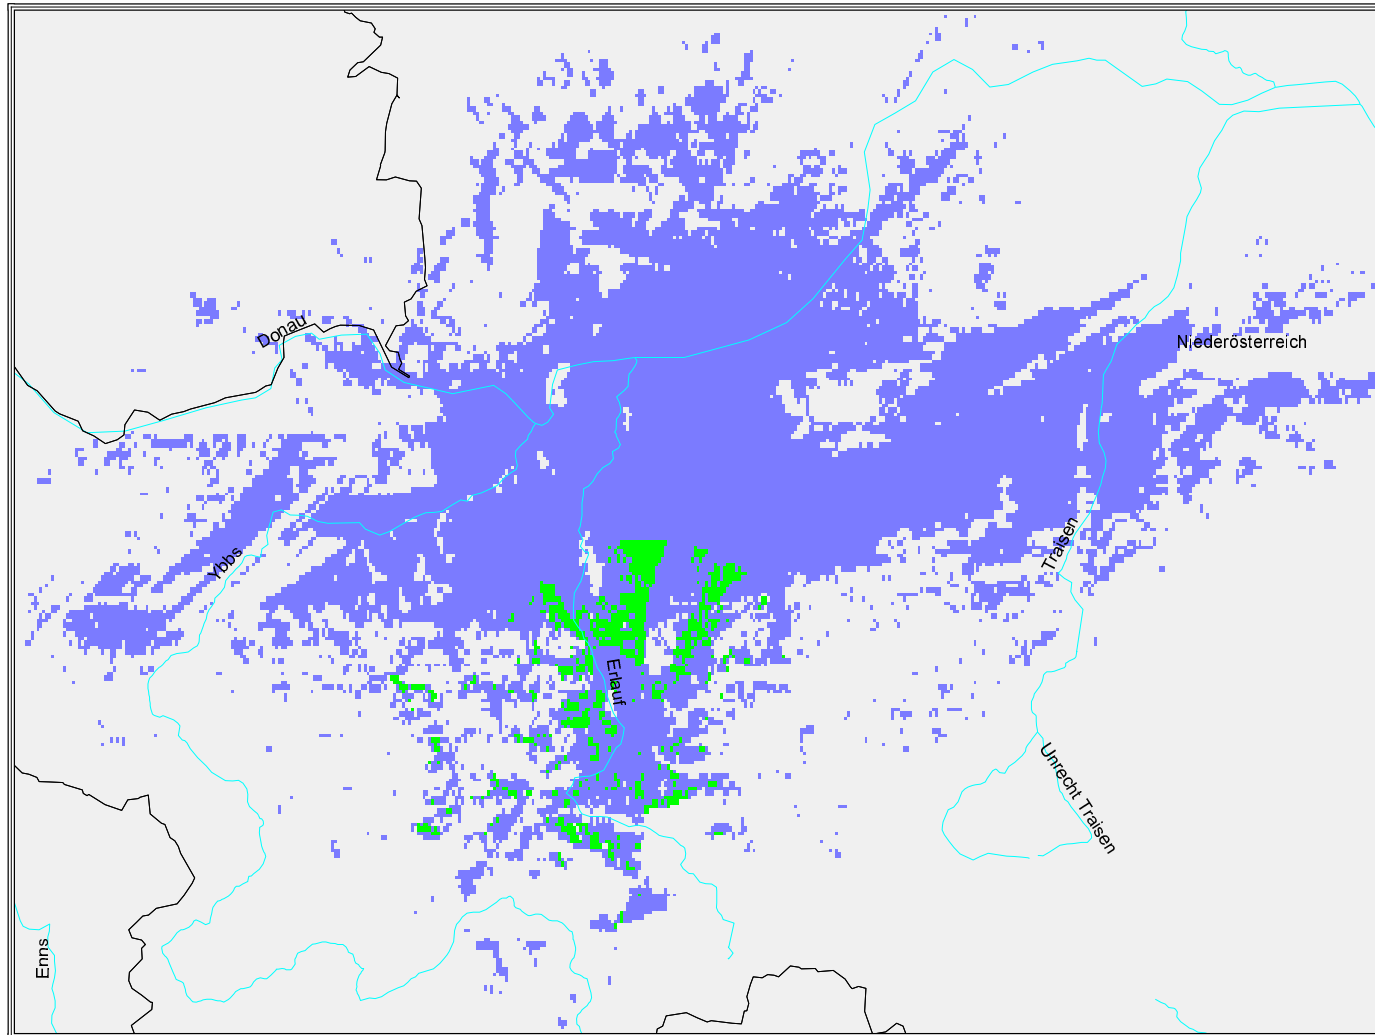 Donau
Niederösterreich
Ybbs
Traisen
Erlauf
Unrecht Traisen
Enns